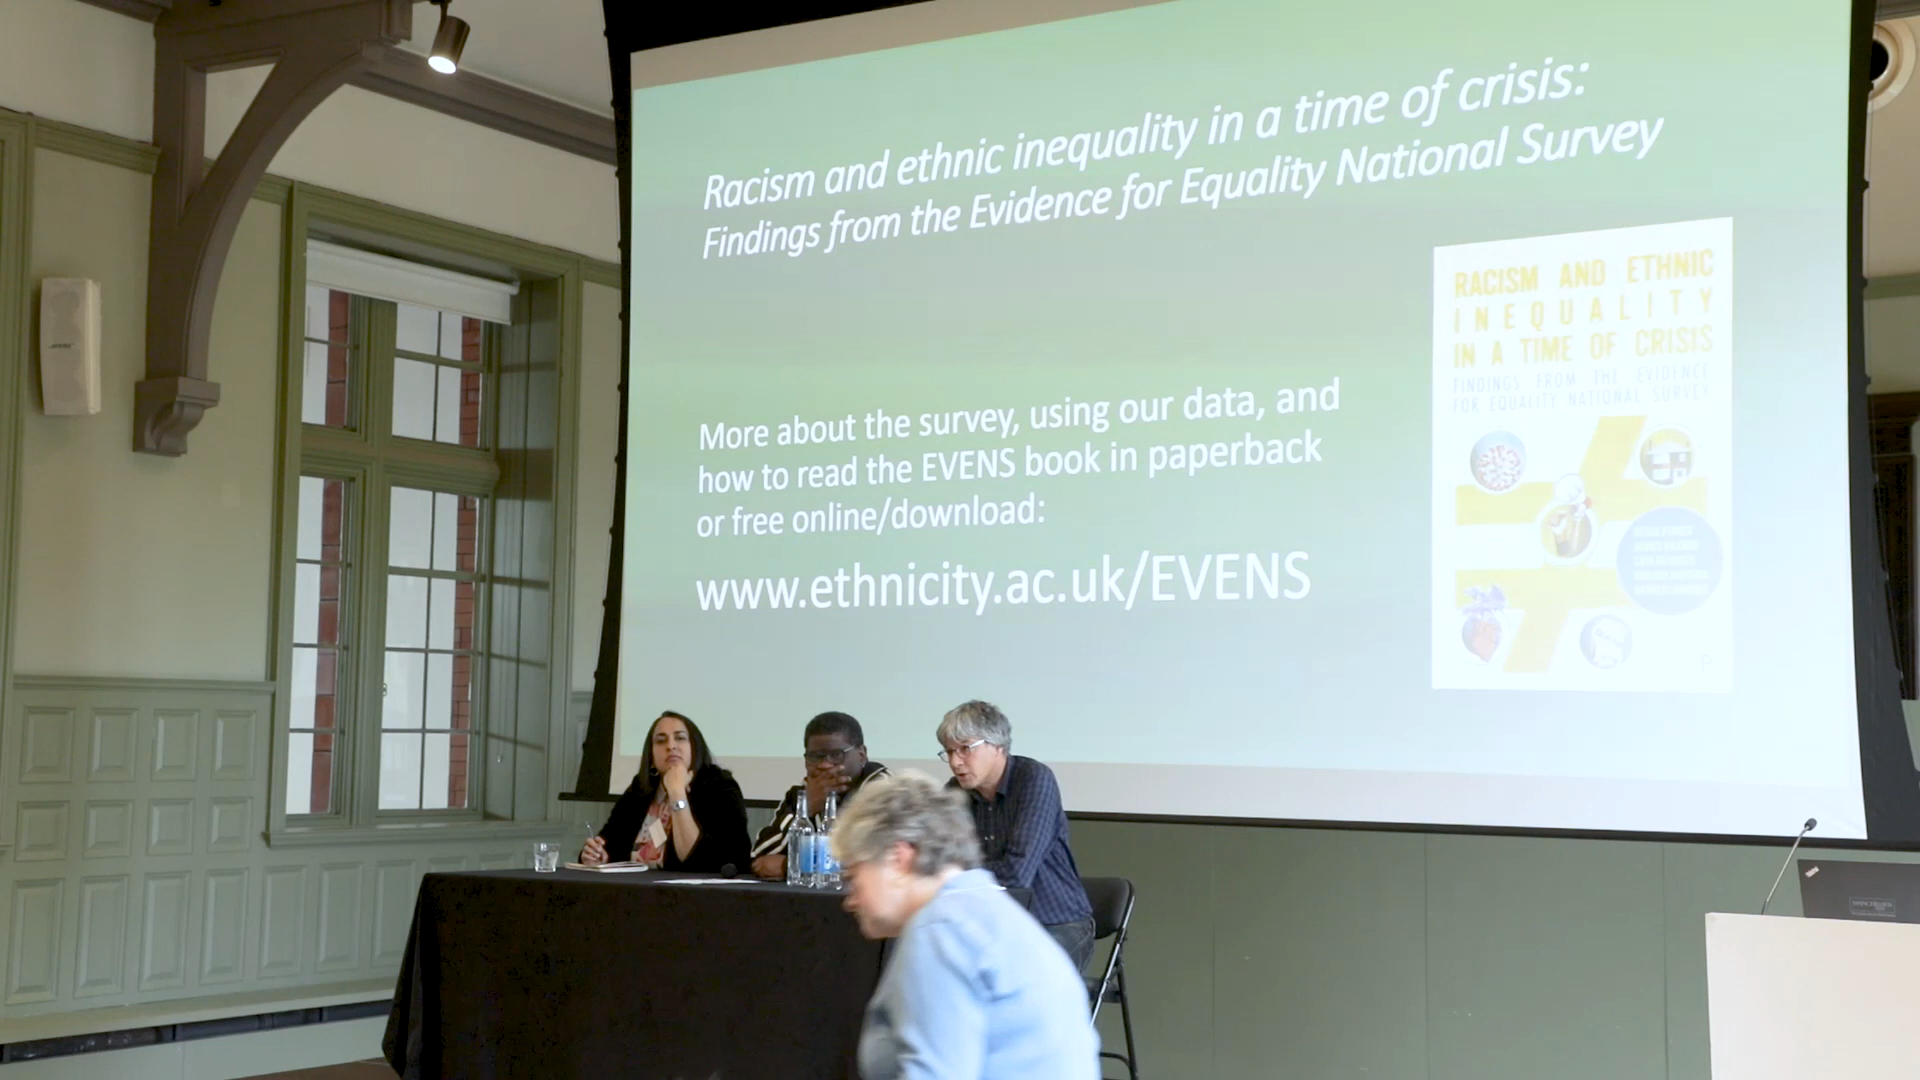 Racism and ethnic inequality in a time of crisis:
Findings from the Evidence for Equality National Survey
More about the survey, using our data, and
how to read the EVENS book in paperback
or free online/download:
www.ethnicity.ac.uk/EVENS
RACISM AND ETHNIC
INEQUALITY
IN A TIME OF CRISIS
FINDINGS FROM THE EVIDENCE
FOR EQUALITY NATIONAL SURVEY